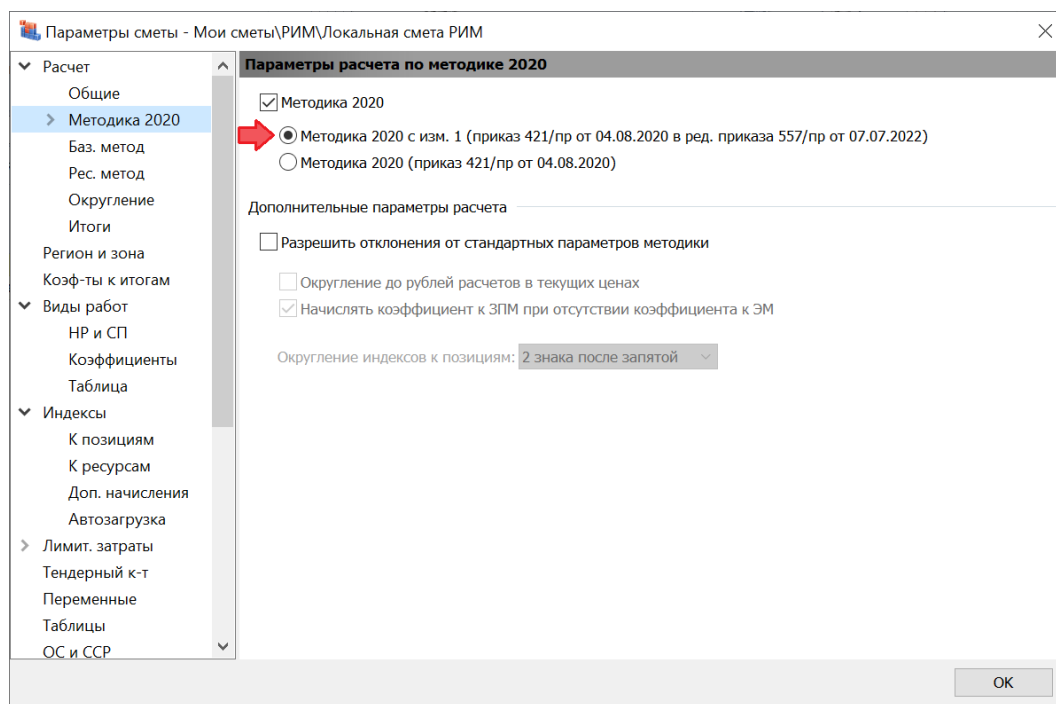 Параметры сметы - Мои сметы\РИМ\Локальная смета РИМ
Расчет
Общие
Методика 2020
Баз. метод
Рес. метод
Округление
Итоги
Регион и зона
Коэф-ты к итогам
Виды работ
НР и СП
Коэффициенты
Таблица
Индексы
К позициям
К ресурсам
Доп. начисления
Автозагрузка
Лимит. затраты
Тендерный к-т
Переменные
Таблицы
ОС и ССР
Параметры расчета по методике 2020
Методика 2020
Методика 2020 с изм. 1 (приказ 421/пр от 04.08.2020 в ред. приказа 557/пр от 07.07.2022)
Методика 2020 (приказ 421/пр от 04.08.2020)
Дополнительные параметры расчета
Разрешить отклонения от стандартных параметров методики
Округление до рублей расчетов в текущих ценах
Начислять коэффициент к ЗПМ при отсутствии коэффициента к ЭМ
Округление индексов к позициям: 2 знака после запятой
ОК